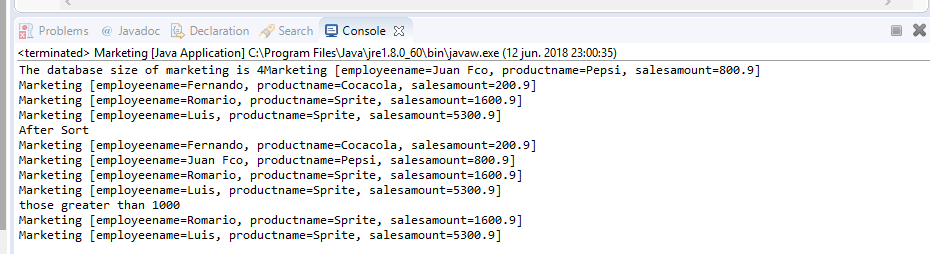 Problems @ Javadoc Declaration Search Console
<terminated> Marketing [Java Application] C:\Program Files\Java\jre1.8.0_60\bin\javaw.exe (12 jun. 2018 23:00:35)
The database size of marketing is 4Marketing [employeename=Juan Fco, productname=Pepsi, salesamount=800.9]
Marketing [employeename=Fernando, productname=Cocacola, salesamount=200.9]
Marketing [employeename=Romario, productname=Sprite, salesamount=1600.9]
Marketing [employeename=Luis, productname=Sprite, salesamount=5300.9]
After Sort
Marketing [employeename=Fernando, productname=Cocacola, salesamount=200.9]
Marketing [employeename=Juan Fco, productname=Pepsi, salesamount=800.9]
Marketing [employeename=Romario, productname=Sprite, salesamount=1600.9]
Marketing [employeename=Luis, productname=Sprite, salesamount=5300.9]
those greater than 1000
Marketing [employeename=Romario, productname=Sprite, salesamount=1600.9]
Marketing [employeename=Luis, productname=Sprite, salesamount=5300.9]